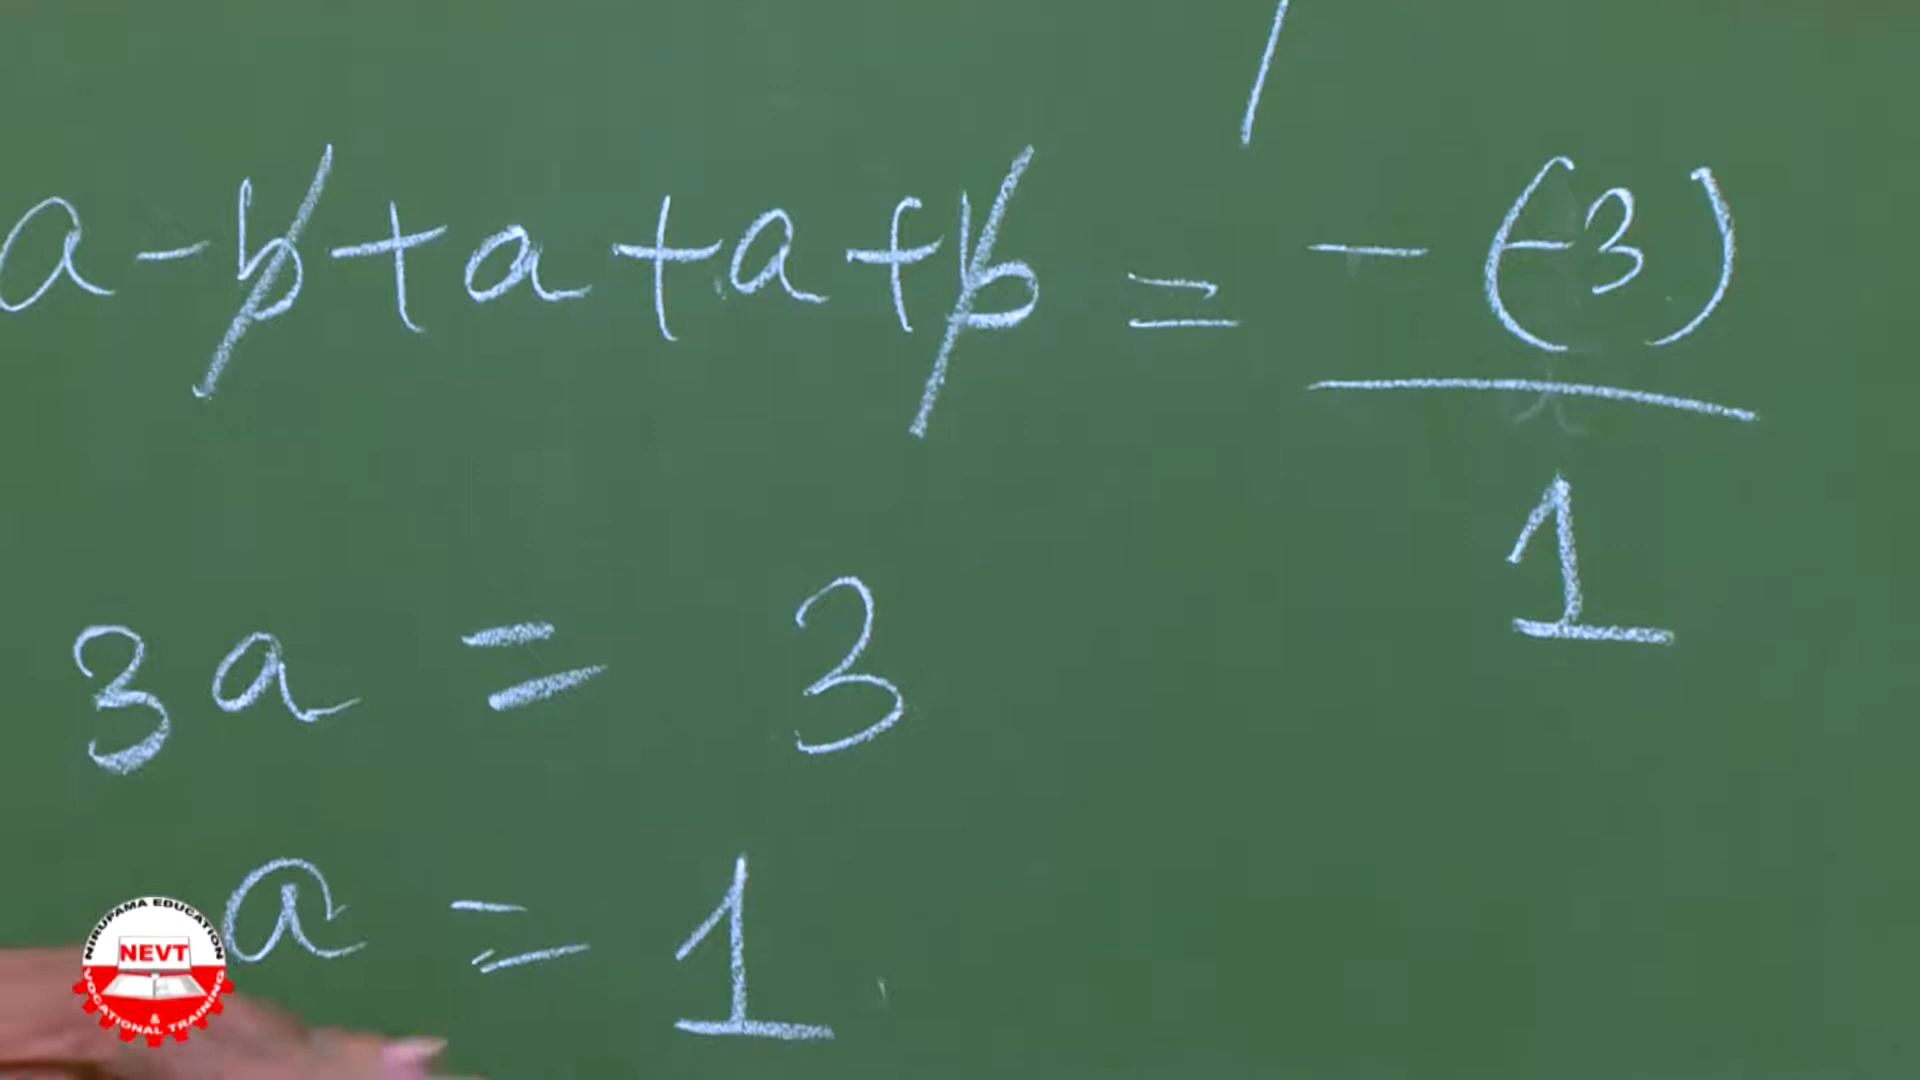 a - b + a + a + b = -(-3)
1
3a = 3
a = 1
NIRUPAMA EDUCATION
NEVT
&
VOCATIONAL TRAINING